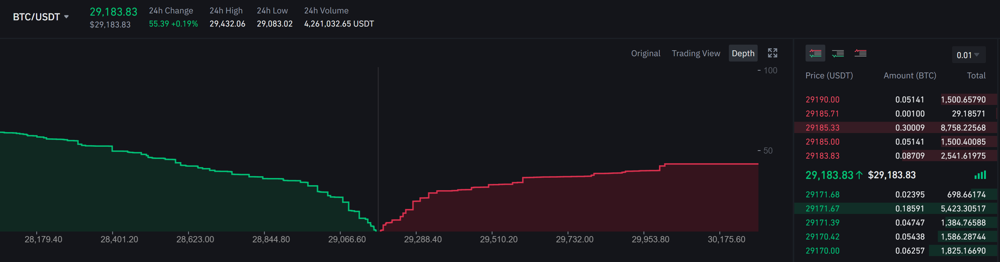 BTC/USDT
29,183.83
$29,183.83
24h Change
55.39 +0.19%
24h High
29,432.06
24h Low
29,083.02
24h Volume
4,261,032.65 USDT
Original Trading View Depth
100
50
28,179.40 28,401.20 28,623.00 28,844.80 29,066.60 29,288.40 29,510.20 29,732.00 29,953.80 30,175.60
0.01
Price (USDT) Amount (BTC) Total
29190.00 0.05141 1,500.65790
29185.71 0.00100 29.18571
29185.33 0.30009 8,758.22568
29185.00 0.05141 1,500.40085
29183.83 0.08709 2,541.61975
29,183.83↑ $29,183.83
29171.68 0.02395 698.66174
29171.67 0.18591 5,423.30517
29171.39 0.04747 1,384.76588
29170.42 0.05438 1,586.28744
29170.00 0.06257 1,825.16690